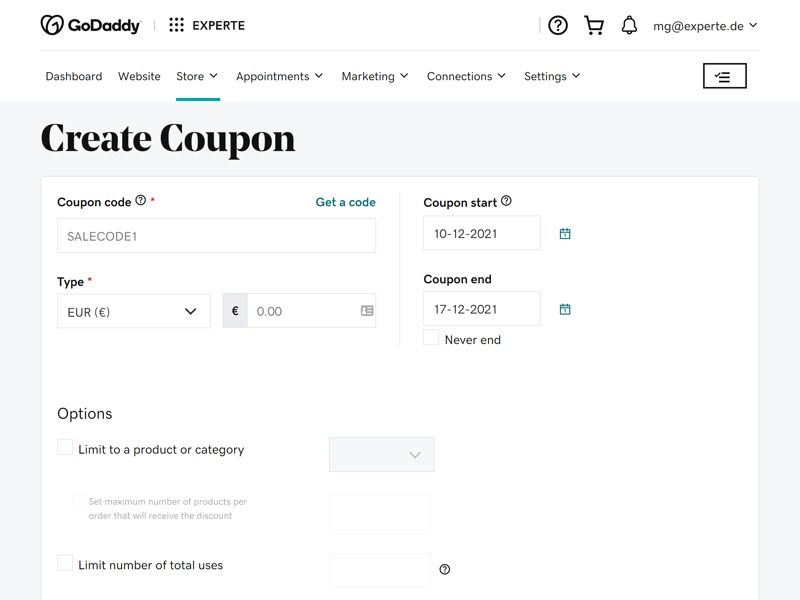 GoDaddy
EXPERTE
mg@experte.de
Dashboard Website Store Appointments Marketing Connections Settings
Create Coupon
Coupon code *
Get a code
SALECODE1
Type *
EUR (€)
€ 0.00
Coupon start
10-12-2021
Coupon end
17-12-2021
Never end
Options
Limit to a product or category
Set maximum number of products per
order that will receive the discount
Limit number of total uses